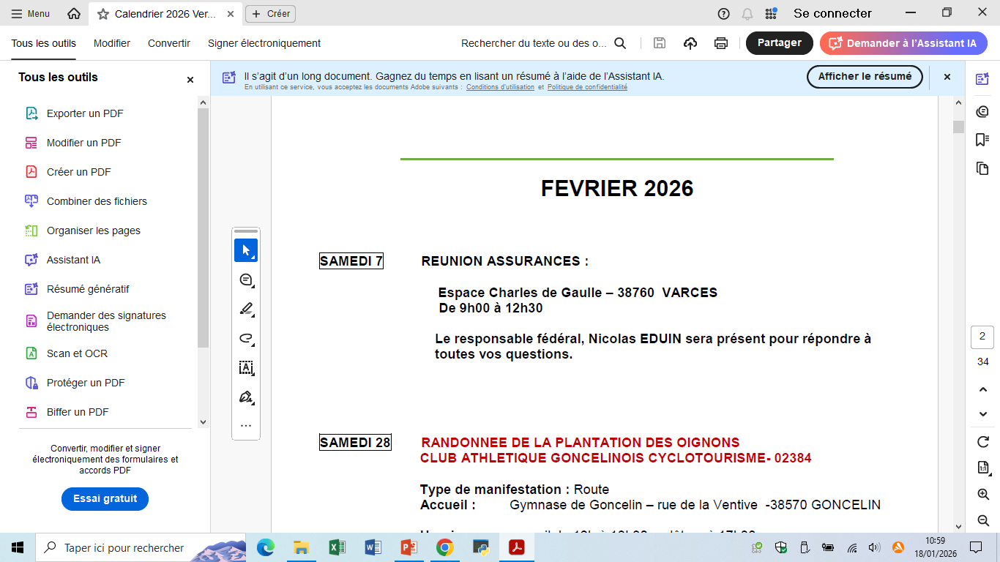 Menu
Calendrier 2026 Ver...
Créer
Se connecter
Tous les outils
Modifier
Convertir
Signer électroniquement
Rechercher du texte ou des o...
Partager
Demander à l'Assistant IA
Tous les outils
Exporter un PDF
Modifier un PDF
Créer un PDF
Combiner des fichiers
Organiser les pages
Assistant IA
Résumé génératif
Demander des signatures
électroniques
Scan et OCR
Protéger un PDF
Biffer un PDF
Convertir, modifier et signer
électroniquement des formulaires et
accords PDF
Essai gratuit
Il s'agit d'un long document. Gagnez du temps en lisant un résumé à l'aide de l'Assistant IA.
En utilisant ce service, vous acceptez les documents Adobe suivants : Conditions d'utilisation et Politique de confidentialité
Afficher le résumé
FEVRIER 2026
SAMEDI 7 REUNION ASSURANCES :
Espace Charles de Gaulle – 38760 VARCES
De 9h00 à 12h30
Le responsable fédéral, Nicolas EDUIN sera présent pour répondre à
toutes vos questions.
SAMEDI 28 RANDONNEE DE LA PLANTATION DES OIGNONS
CLUB ATHLETIQUE GONCELINOIS CYCLOTOURISME- 02384
Type de manifestation : Route
Accueil : Gymnase de Goncelin – rue de la Ventive -38570 GONCELIN
2
34
1:1
Taper ici pour rechercher
10:59
18/01/2026